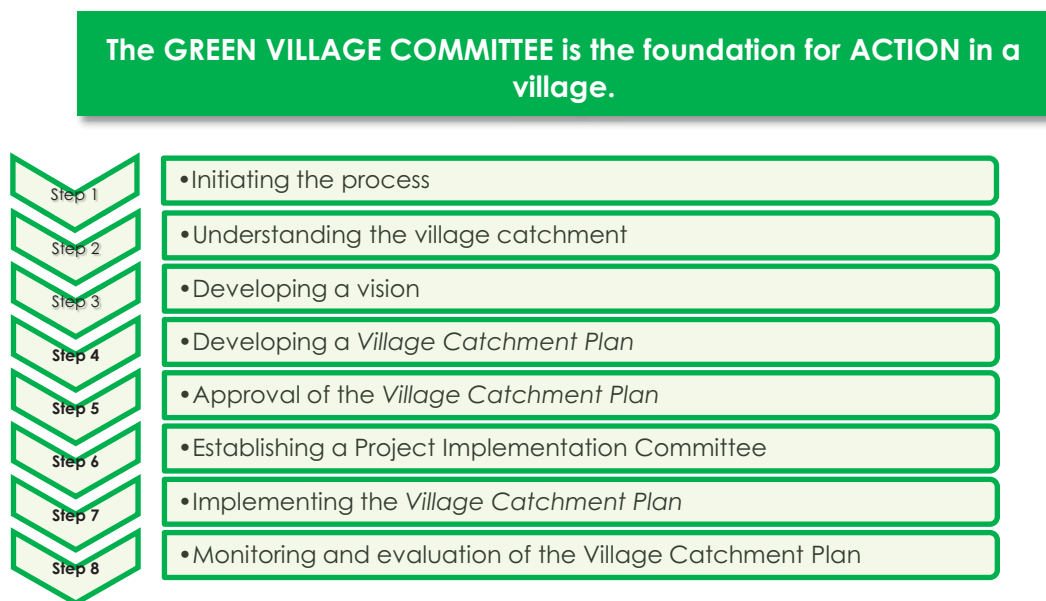 The GREEN VILLAGE COMMITTEE is the foundation for ACTION in a
village.
Step 1
•Initiating the process
Step 2
•Understanding the village catchment
Step 3
•Developing a vision
Step 4
•Developing a Village Catchment Plan
Step 5
•Approval of the Village Catchment Plan
Step 6
•Establishing a Project Implementation Committee
Step 7
•Implementing the Village Catchment Plan
Step 8
•Monitoring and evaluation of the Village Catchment Plan